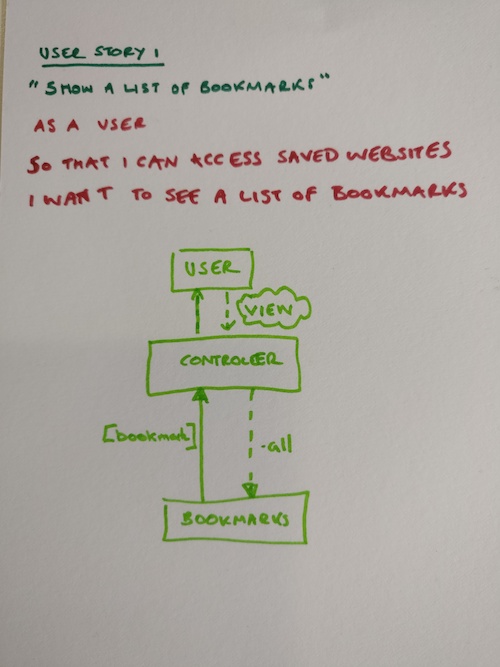 USER STORY 1
"SHOW A LIST OF BOOKMARKS"
AS A USER
SO THAT I CAN ACCESS SAVED WEBSITES
I WANT TO SEE A LIST OF BOOKMARKS
USER
VIEW
CONTROLLER
[bookmark]
.all
BOOKMARKS